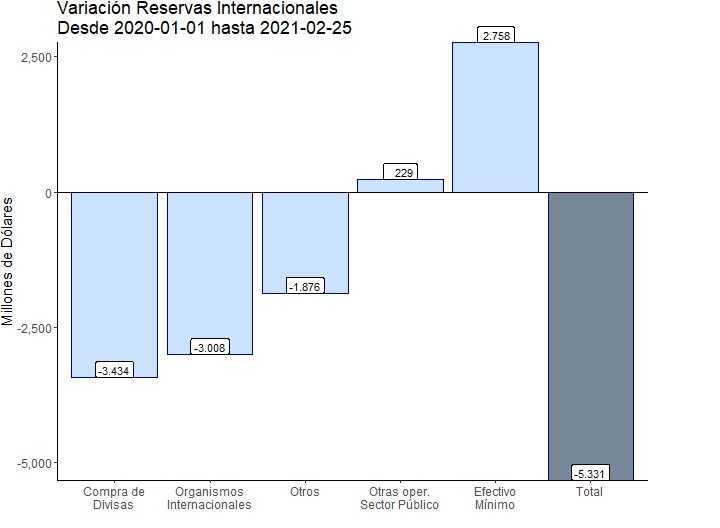 Variación Reservas Internacionales
Desde 2020-01-01 hasta 2021-02-25
Millones de Dólares
2,500
0
-2,500
-5,000
-3.434
-3.008
-1.876
229
2.758
-5.331
Compra de
Divisas
Organismos
Internacionales
Otros
Otras oper.
Sector Público
Efectivo
Mínimo
Total